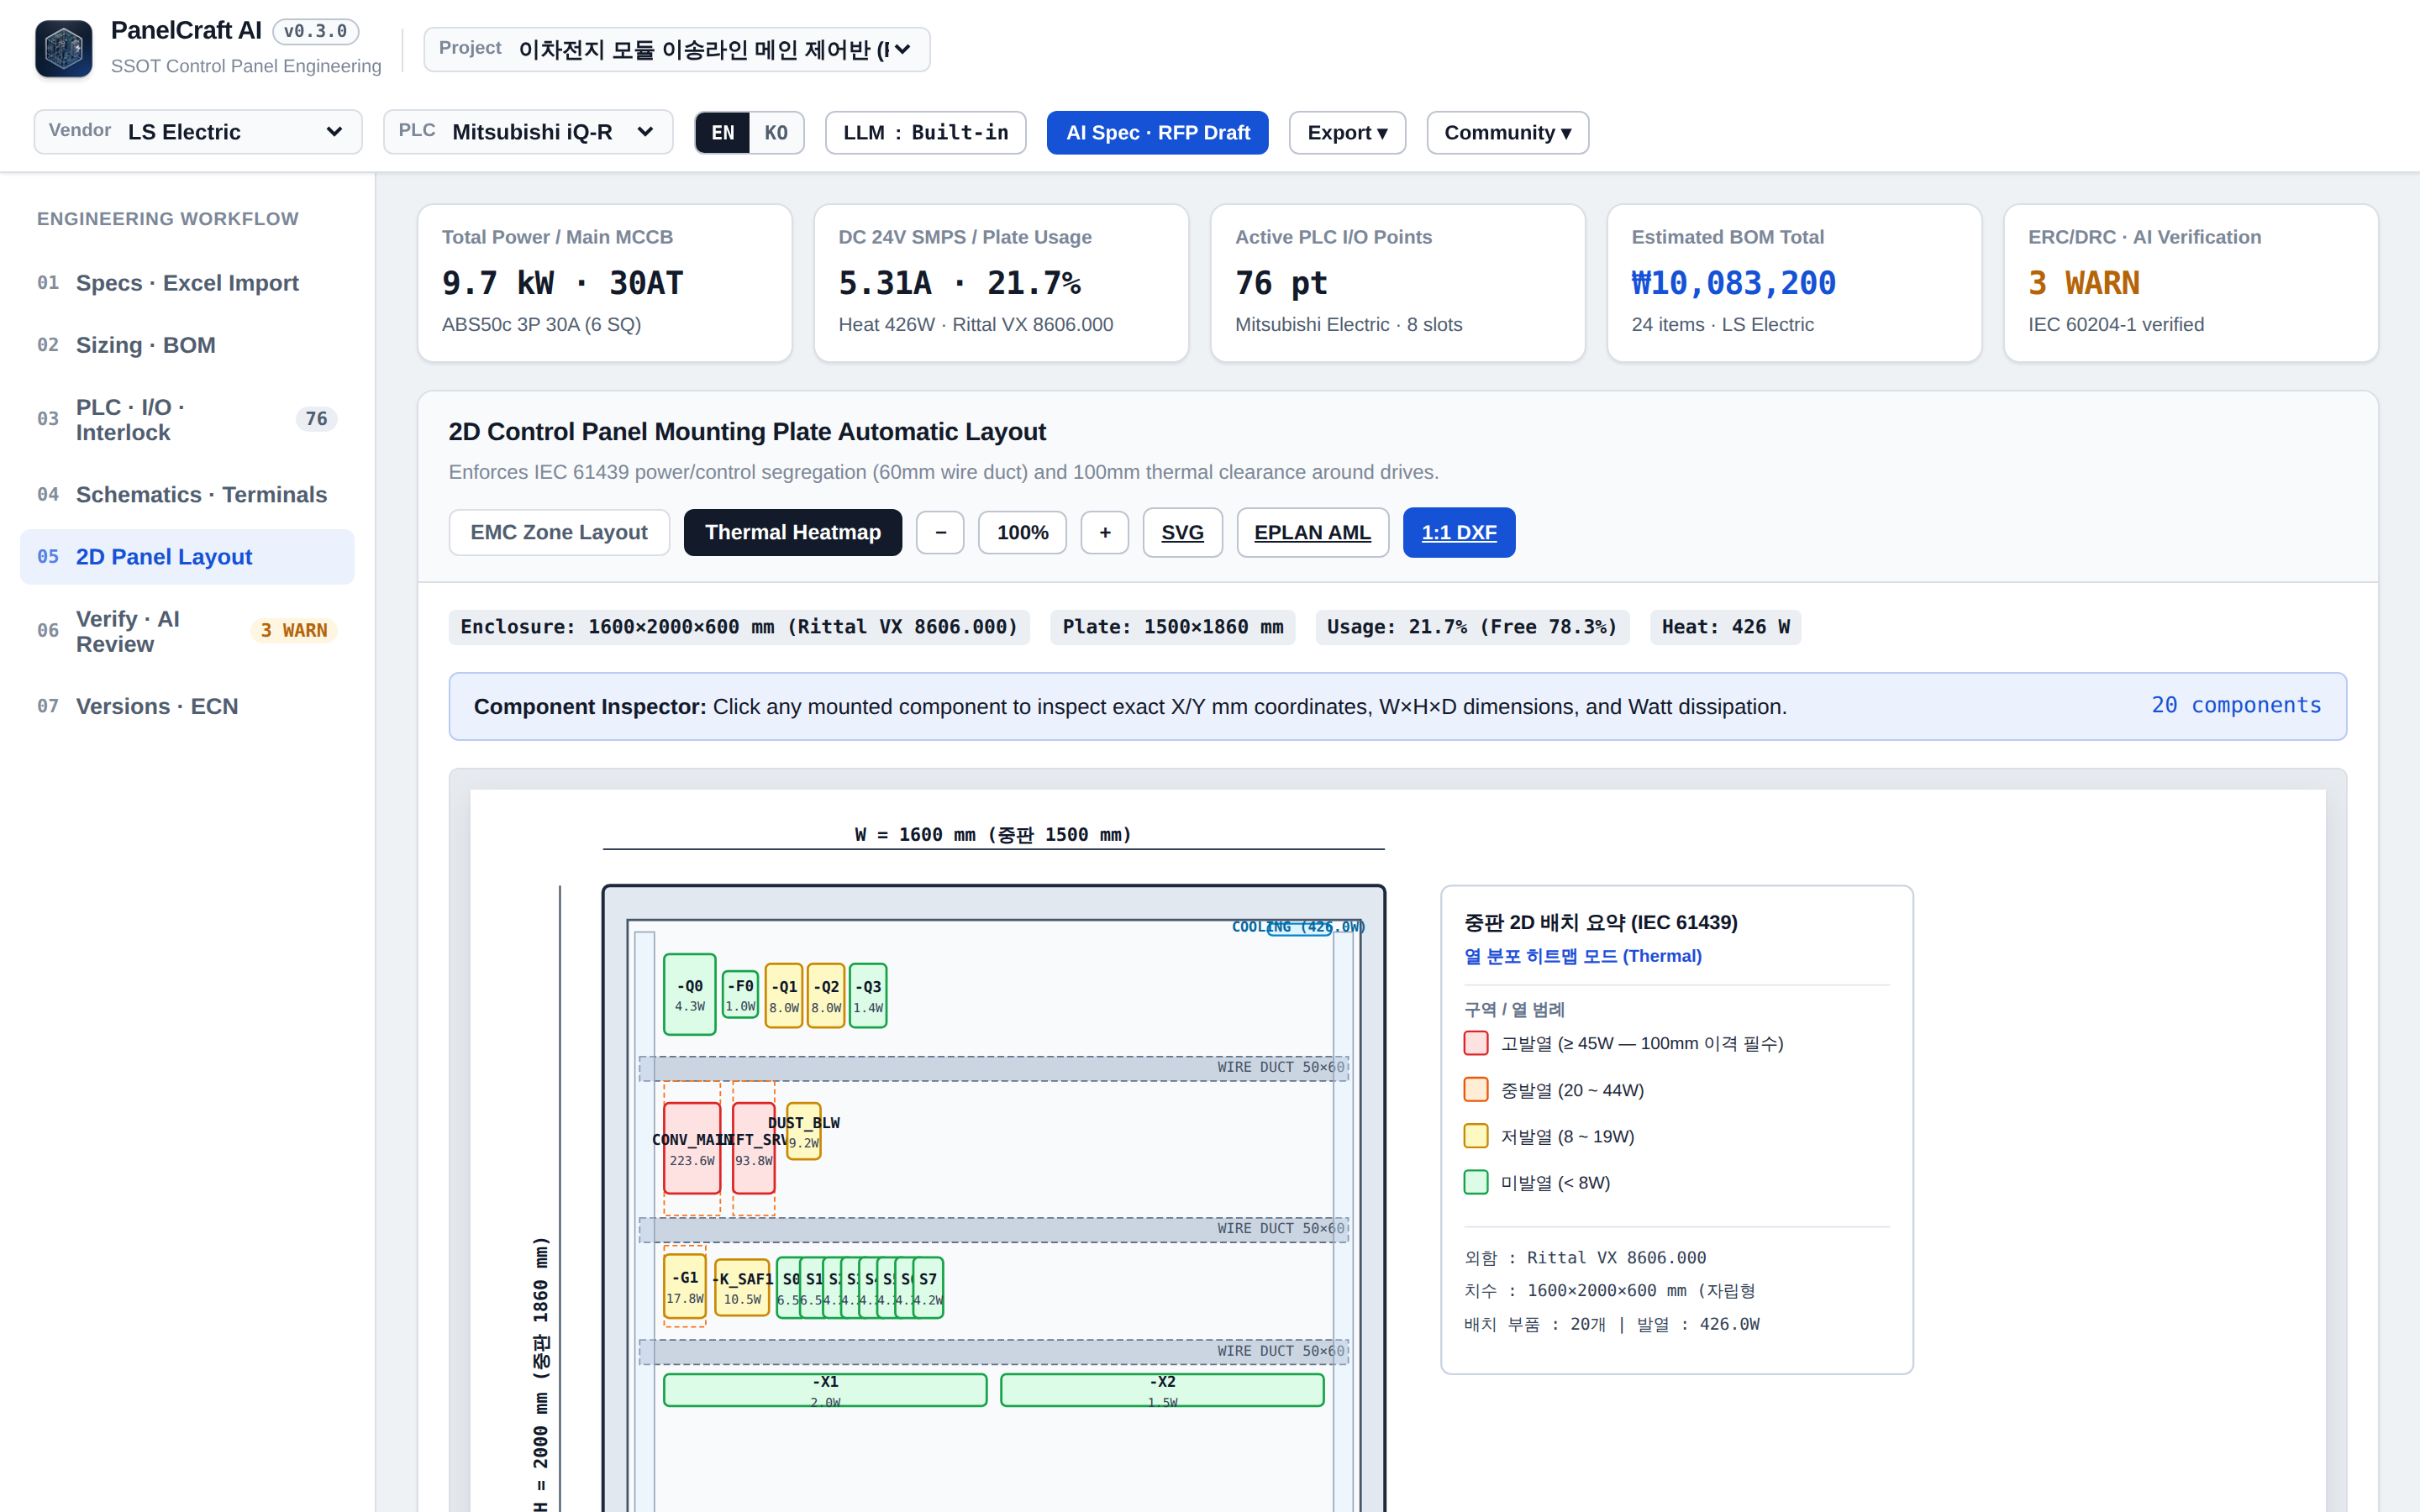 PanelCraft AI v0.3.0
SSOT Control Panel Engineering
Project 이차전지 모듈 이송라인 메인 제어반
Vendor LS Electric
PLC Mitsubishi iQ-R
EN KO
LLM : Built-in
AI Spec · RFP Draft
Export ▾
Community ▾
ENGINEERING WORKFLOW
01 Specs · Excel Import
02 Sizing · BOM
03 PLC · I/O ·
Interlock
76
04 Schematics · Terminals
05 2D Panel Layout
06 Verify · AI
Review
3 WARN
07 Versions · ECN
Total Power / Main MCCB
9.7 kW · 30AT
ABS50c 3P 30A (6 SQ)
DC 24V SMPS / Plate Usage
5.31A · 21.7%
Heat 426W · Rittal VX 8606.000
Active PLC I/O Points
76 pt
Mitsubishi Electric · 8 slots
Estimated BOM Total
₩10,083,200
24 items · LS Electric
ERC/DRC · AI Verification
3 WARN
IEC 60204-1 verified
2D Control Panel Mounting Plate Automatic Layout
Enforces IEC 61439 power/control segregation (60mm wire duct) and 100mm thermal clearance around drives.
EMC Zone Layout
Thermal Heatmap
−
100%
+
SVG
EPLAN AML
1:1 DXF
Enclosure: 1600×2000×600 mm (Rittal VX 8606.000)
Plate: 1500×1860 mm
Usage: 21.7% (Free 78.3%)
Heat: 426 W
Component Inspector: Click any mounted component to inspect exact X/Y mm coordinates, W×H×D dimensions, and Watt dissipation.
20 components
W = 1600 mm (중판 1500 mm)
H = 2000 mm (중판 1860 mm)
COOLING (426.0W)
-Q0
4.3W
-F0
1.0W
-Q1
8.0W
-Q2
8.0W
-Q3
1.4W
WIRE DUCT 50×60
CONV_MAIN
223.6W
LIFT_SRV
93.8W
DUST_BLW
9.2W
WIRE DUCT 50×60
-G1
17.8W
-K_SAF1
10.5W
S0
6.5
S1
6.5
S7
4.2W
WIRE DUCT 50×60
-X1
2.0W
-X2
1.5W
중판 2D 배치 요약 (IEC 61439)
열 분포 히트맵 모드 (Thermal)
구역 / 열 범례
고발열 (≥ 45W — 100mm 이격 필수)
중발열 (20 ~ 44W)
저발열 (8 ~ 19W)
미발열 (< 8W)
외함 : Rittal VX 8606.000
치수 : 1600×2000×600 mm (자립형
배치 부품 : 20개 | 발열 : 426.0W